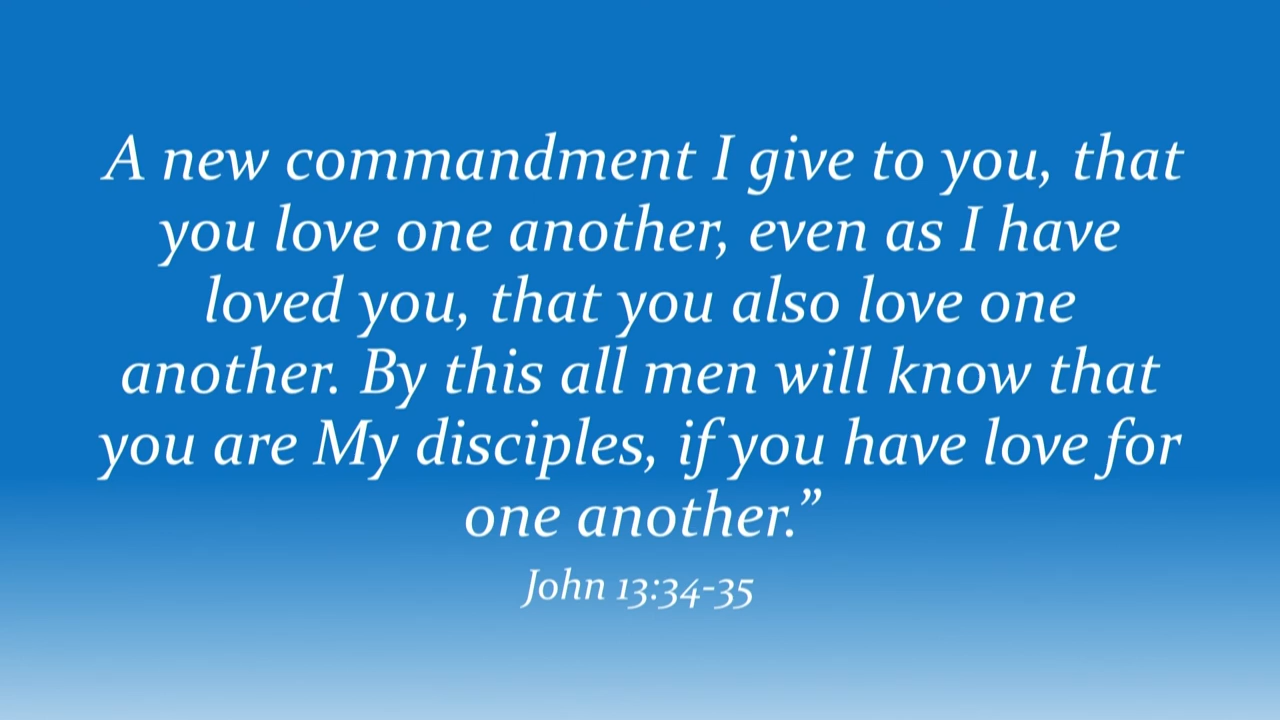 A new commandment I give to you, that
you love one another, even as I have
loved you, that you also love one
another. By this all men will know that
you are My disciples, if you have love for
one another.”
John 13:34-35